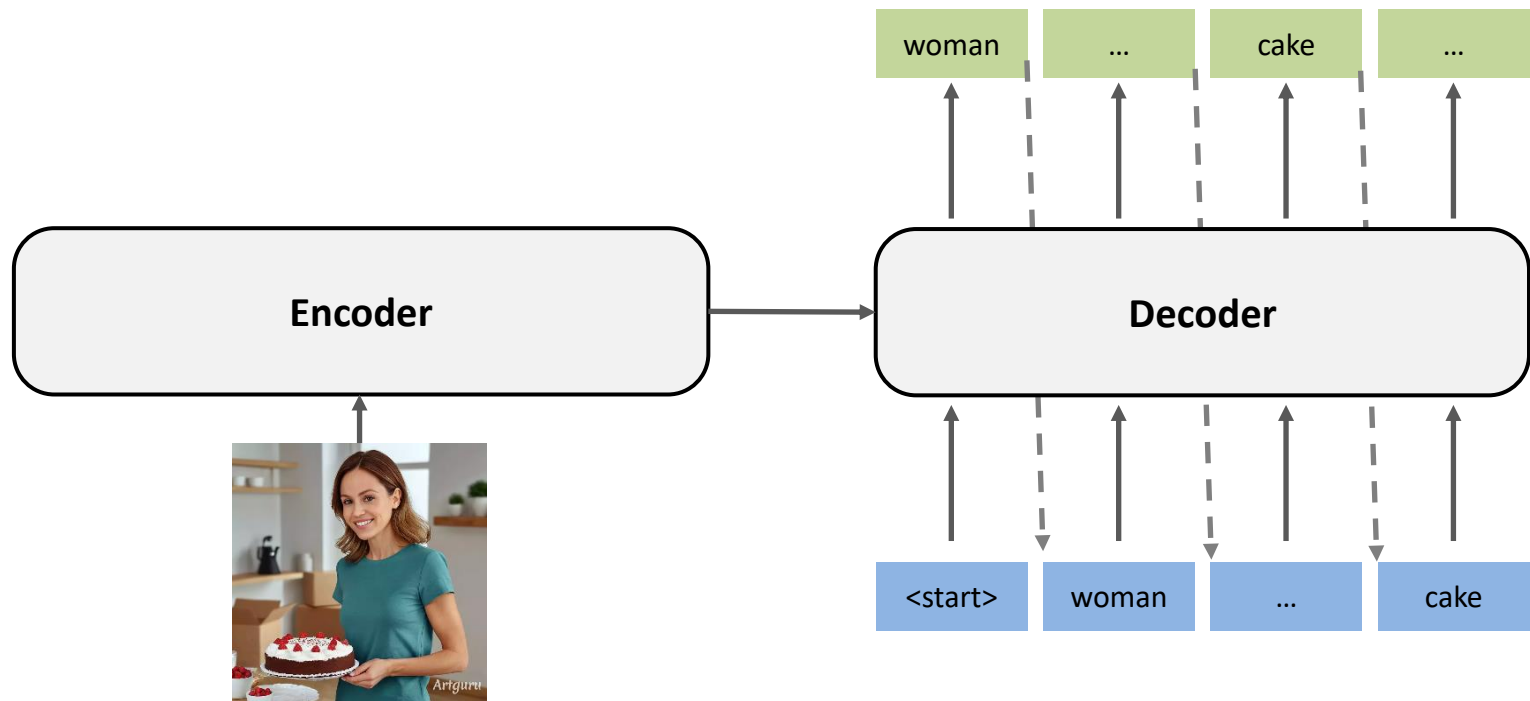 woman ... cake ...
Encoder
Decoder
<start> woman ... cake
Artguru